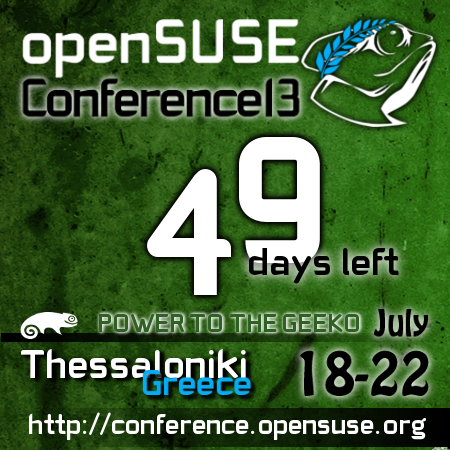 openSUSE
Conference13
49
days left
POWER TO THE GEEKO July
Thessaloniki
Greece
18-22
http://conference.opensuse.org